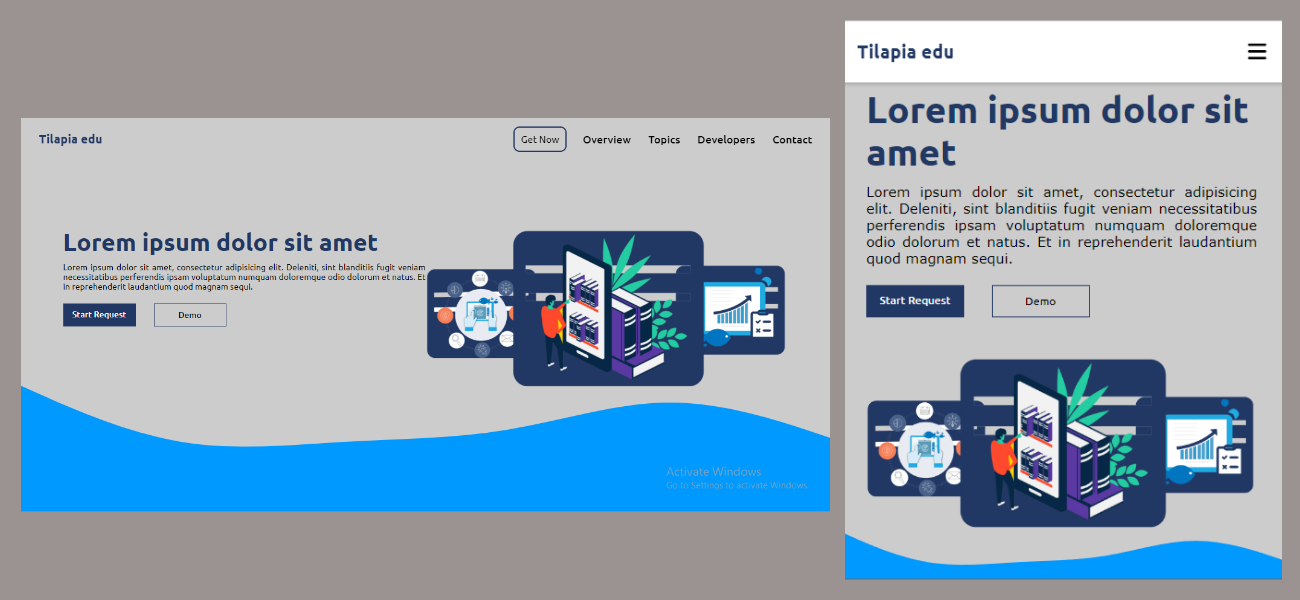 Tilapia edu
Get Now Overview Topics Developers Contact
Lorem ipsum dolor sit amet
Lorem ipsum dolor sit amet, consectetur adipisicing elit. Deleniti, sint blanditiis fugit veniam
necessitatibus perferendis ipsam voluptatum numquam doloremque odio dolorum et natus. Et
in reprehenderit laudantium quod magnam sequi.
Start Request Demo
Activate Windows
Go to Settings to activate Windows.
Tilapia edu
Lorem ipsum dolor sit
amet
Lorem ipsum dolor sit amet, consectetur adipisicing
elit. Deleniti, sint blanditiis fugit veniam necessitatibus
perferendis ipsam voluptatum numquam doloremque
odio dolorum et natus. Et in reprehenderit laudantium
quod magnam sequi.
Start Request Demo